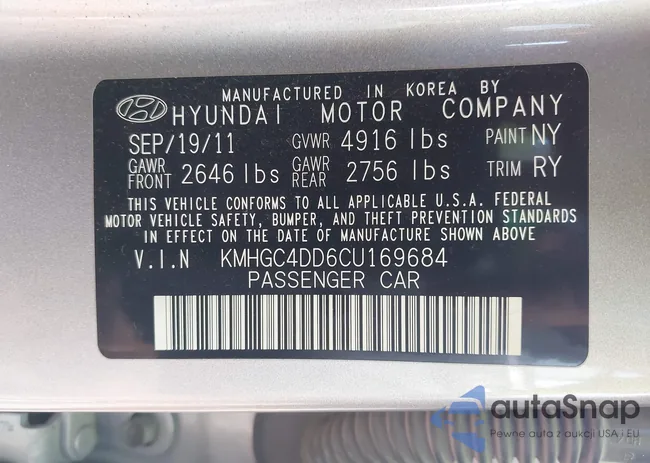 MANUFACTURED IN KOREA BY
HYUNDAI MOTOR COMPANY
SEP/19/11 GVWR 4916 lbs PAINT NY
GAWR FRONT 2646 lbs GAWR REAR 2756 lbs TRIM RY
THIS VEHICLE CONFORMS TO ALL APPLICABLE U.S.A. FEDERAL
MOTOR VEHICLE SAFETY, BUMPER, AND THEFT PREVENTION STANDARDS
IN EFFECT ON THE DATE OF MANUFACTURE SHOWN ABOVE
V.I.N KMHGC4DD6CU169684
PASSENGER CAR
autaSnap
Pewne auta z aukcji USA i EU